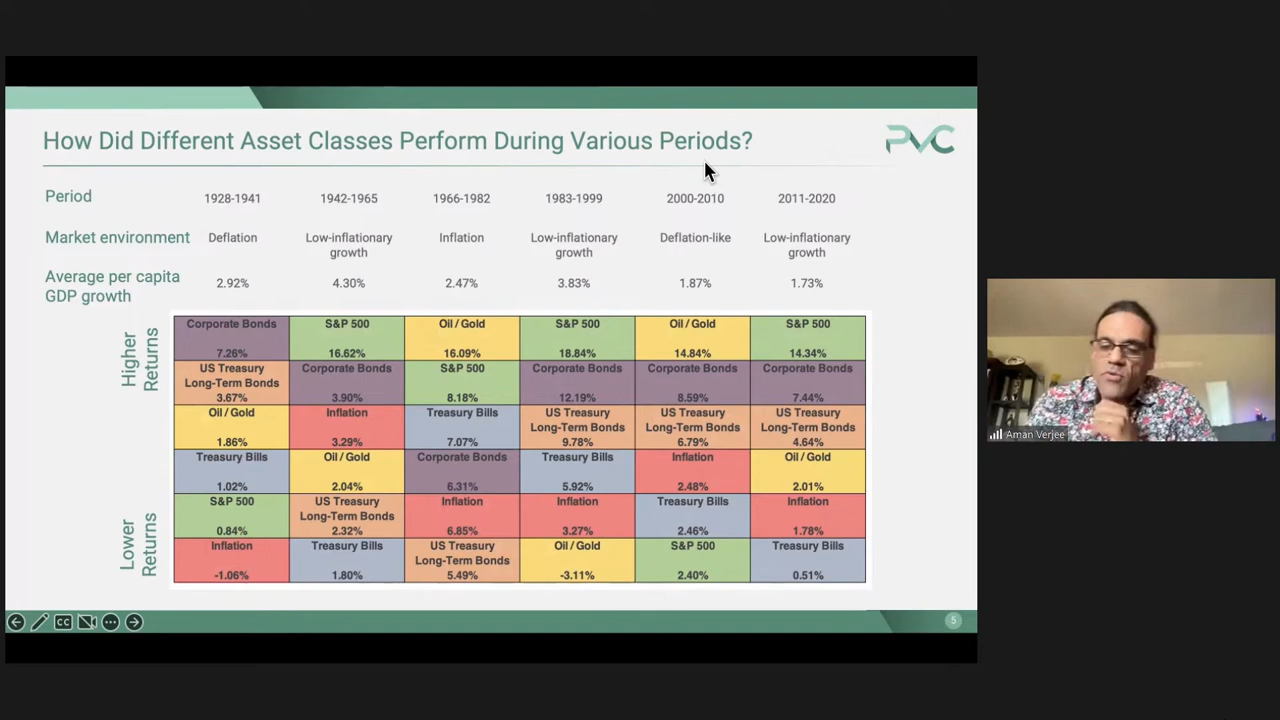 How Did Different Asset Classes Perform During Various Periods?
PVC
Period 1928-1941 1942-1965 1966-1982 1983-1999 2000-2010 2011-2020
Market environment Deflation Low-inflationary growth Inflation Low-inflationary growth Deflation-like Low-inflationary growth
Average per capita GDP growth 2.92% 4.30% 2.47% 3.83% 1.87% 1.73%
Higher Returns
Corporate Bonds S&P 500 Oil / Gold S&P 500 Oil / Gold S&P 500
7.26% 16.62% 16.09% 18.84% 14.84% 14.34%
US Treasury Corporate Bonds S&P 500 Corporate Bonds Corporate Bonds Corporate Bonds
Long-Term Bonds
3.67% 3.90% 8.18% 12.19% 8.59% 7.44%
Oil / Gold Inflation Treasury Bills US Treasury US Treasury US Treasury
Long-Term Bonds Long-Term Bonds Long-Term Bonds
1.86% 3.29% 7.07% 9.78% 6.79% 4.64%
Treasury Bills Oil / Gold Corporate Bonds Treasury Bills Inflation Oil / Gold
1.02% 2.04% 6.31% 5.92% 2.48% 2.01%
Lower Returns
S&P 500 US Treasury Inflation Inflation Treasury Bills Inflation
Long-Term Bonds
0.84% 2.32% 6.85% 3.27% 2.46% 1.78%
Inflation Treasury Bills US Treasury Oil / Gold S&P 500 Treasury Bills
Long-Term Bonds
-1.06% 1.80% 5.49% -3.11% 2.40% 0.51%
CC
5
Aman Verjee